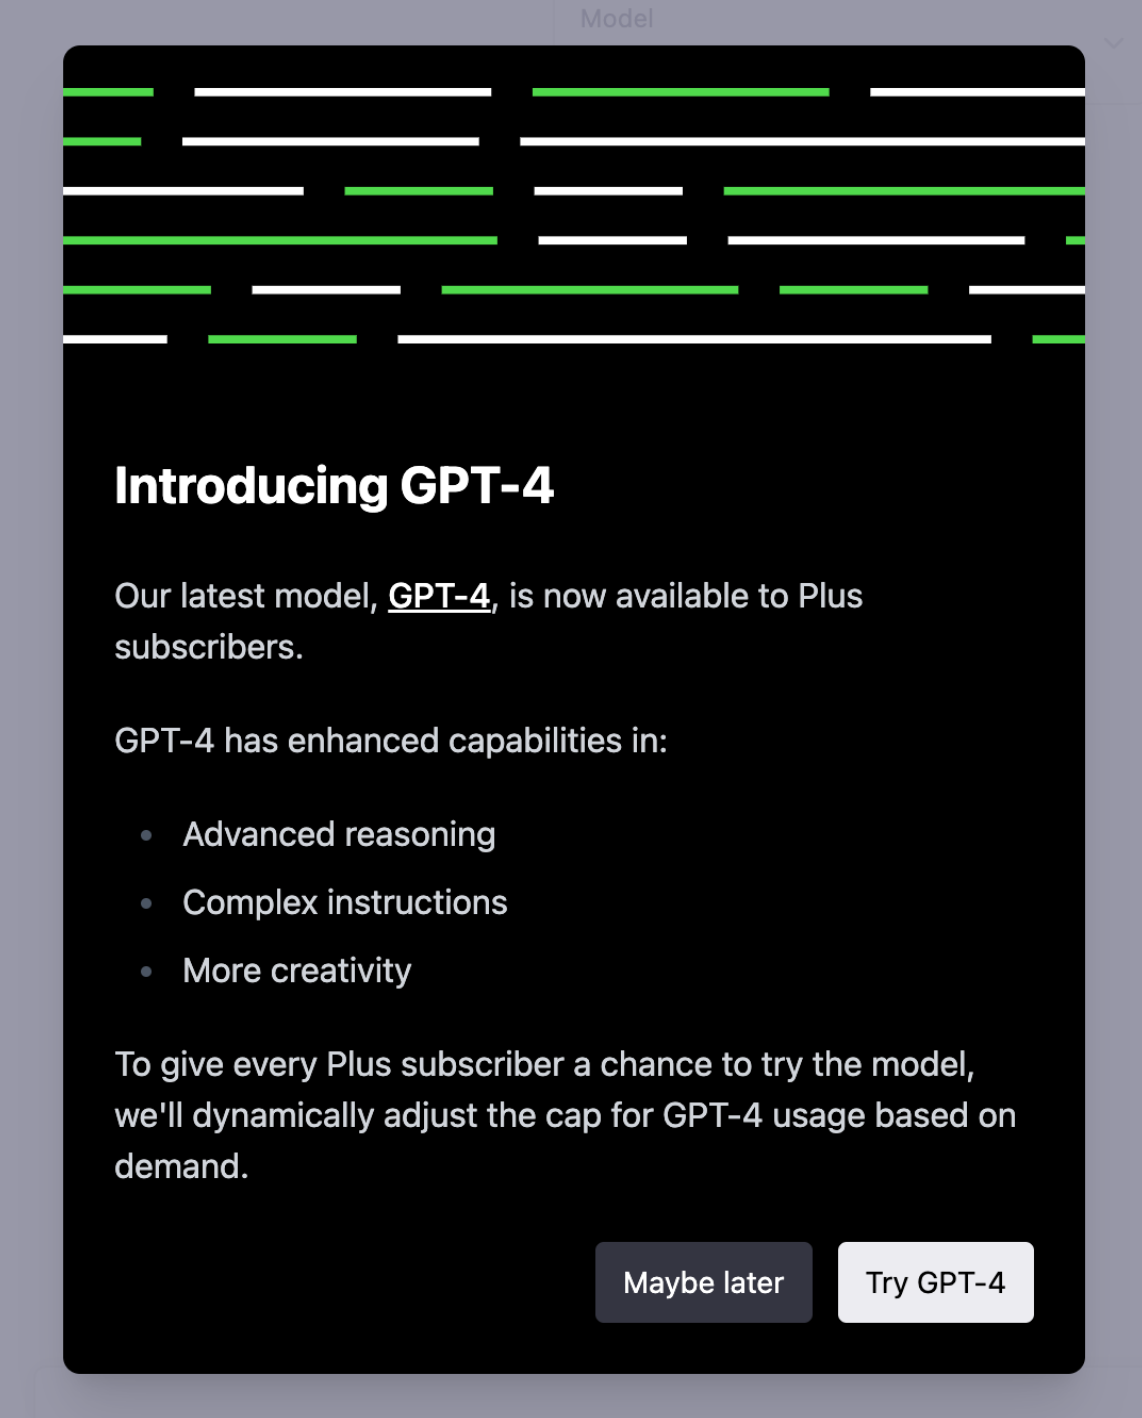 Model
Introducing GPT-4
Our latest model, GPT-4, is now available to Plus
subscribers.
GPT-4 has enhanced capabilities in:
Advanced reasoning
Complex instructions
More creativity
To give every Plus subscriber a chance to try the model,
we'll dynamically adjust the cap for GPT-4 usage based on
demand.
Maybe later
Try GPT-4